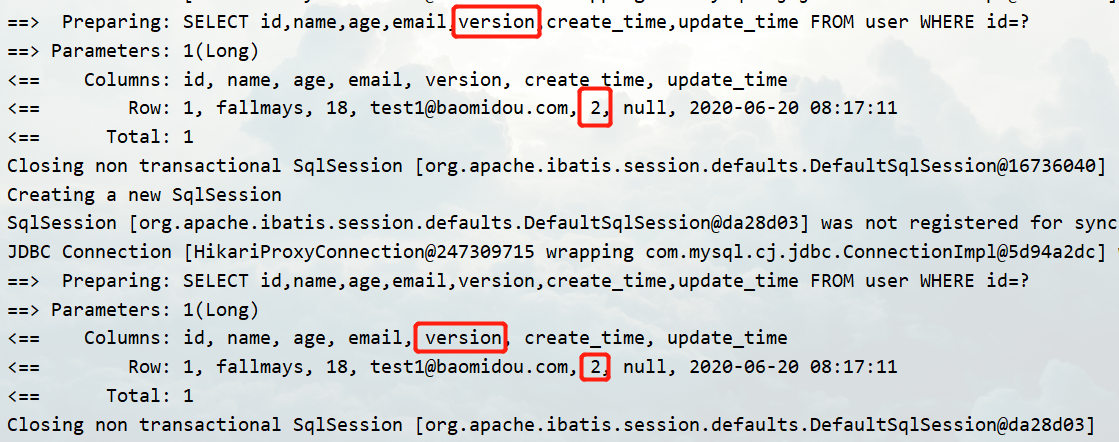 ==>  Preparing: SELECT id,name,age,email,version,create_time,update_time FROM user WHERE id=?
==> Parameters: 1(Long)
<==    Columns: id, name, age, email, version, create_time, update_time
<==        Row: 1, fallmays, 18, test1@baomidou.com, 2, null, 2020-06-20 08:17:11
<==      Total: 1
Closing non transactional SqlSession [org.apache.ibatis.session.defaults.DefaultSqlSession@16736040]
Creating a new SqlSession
SqlSession [org.apache.ibatis.session.defaults.DefaultSqlSession@da28d03] was not registered for sync
JDBC Connection [HikariProxyConnection@247309715 wrapping com.mysql.cj.jdbc.ConnectionImpl@5d94a2dc]
==>  Preparing: SELECT id,name,age,email,version,create_time,update_time FROM user WHERE id=?
==> Parameters: 1(Long)
<==    Columns: id, name, age, email, version, create_time, update_time
<==        Row: 1, fallmays, 18, test1@baomidou.com, 2, null, 2020-06-20 08:17:11
<==      Total: 1
Closing non transactional SqlSession [org.apache.ibatis.session.defaults.DefaultSqlSession@da28d03]